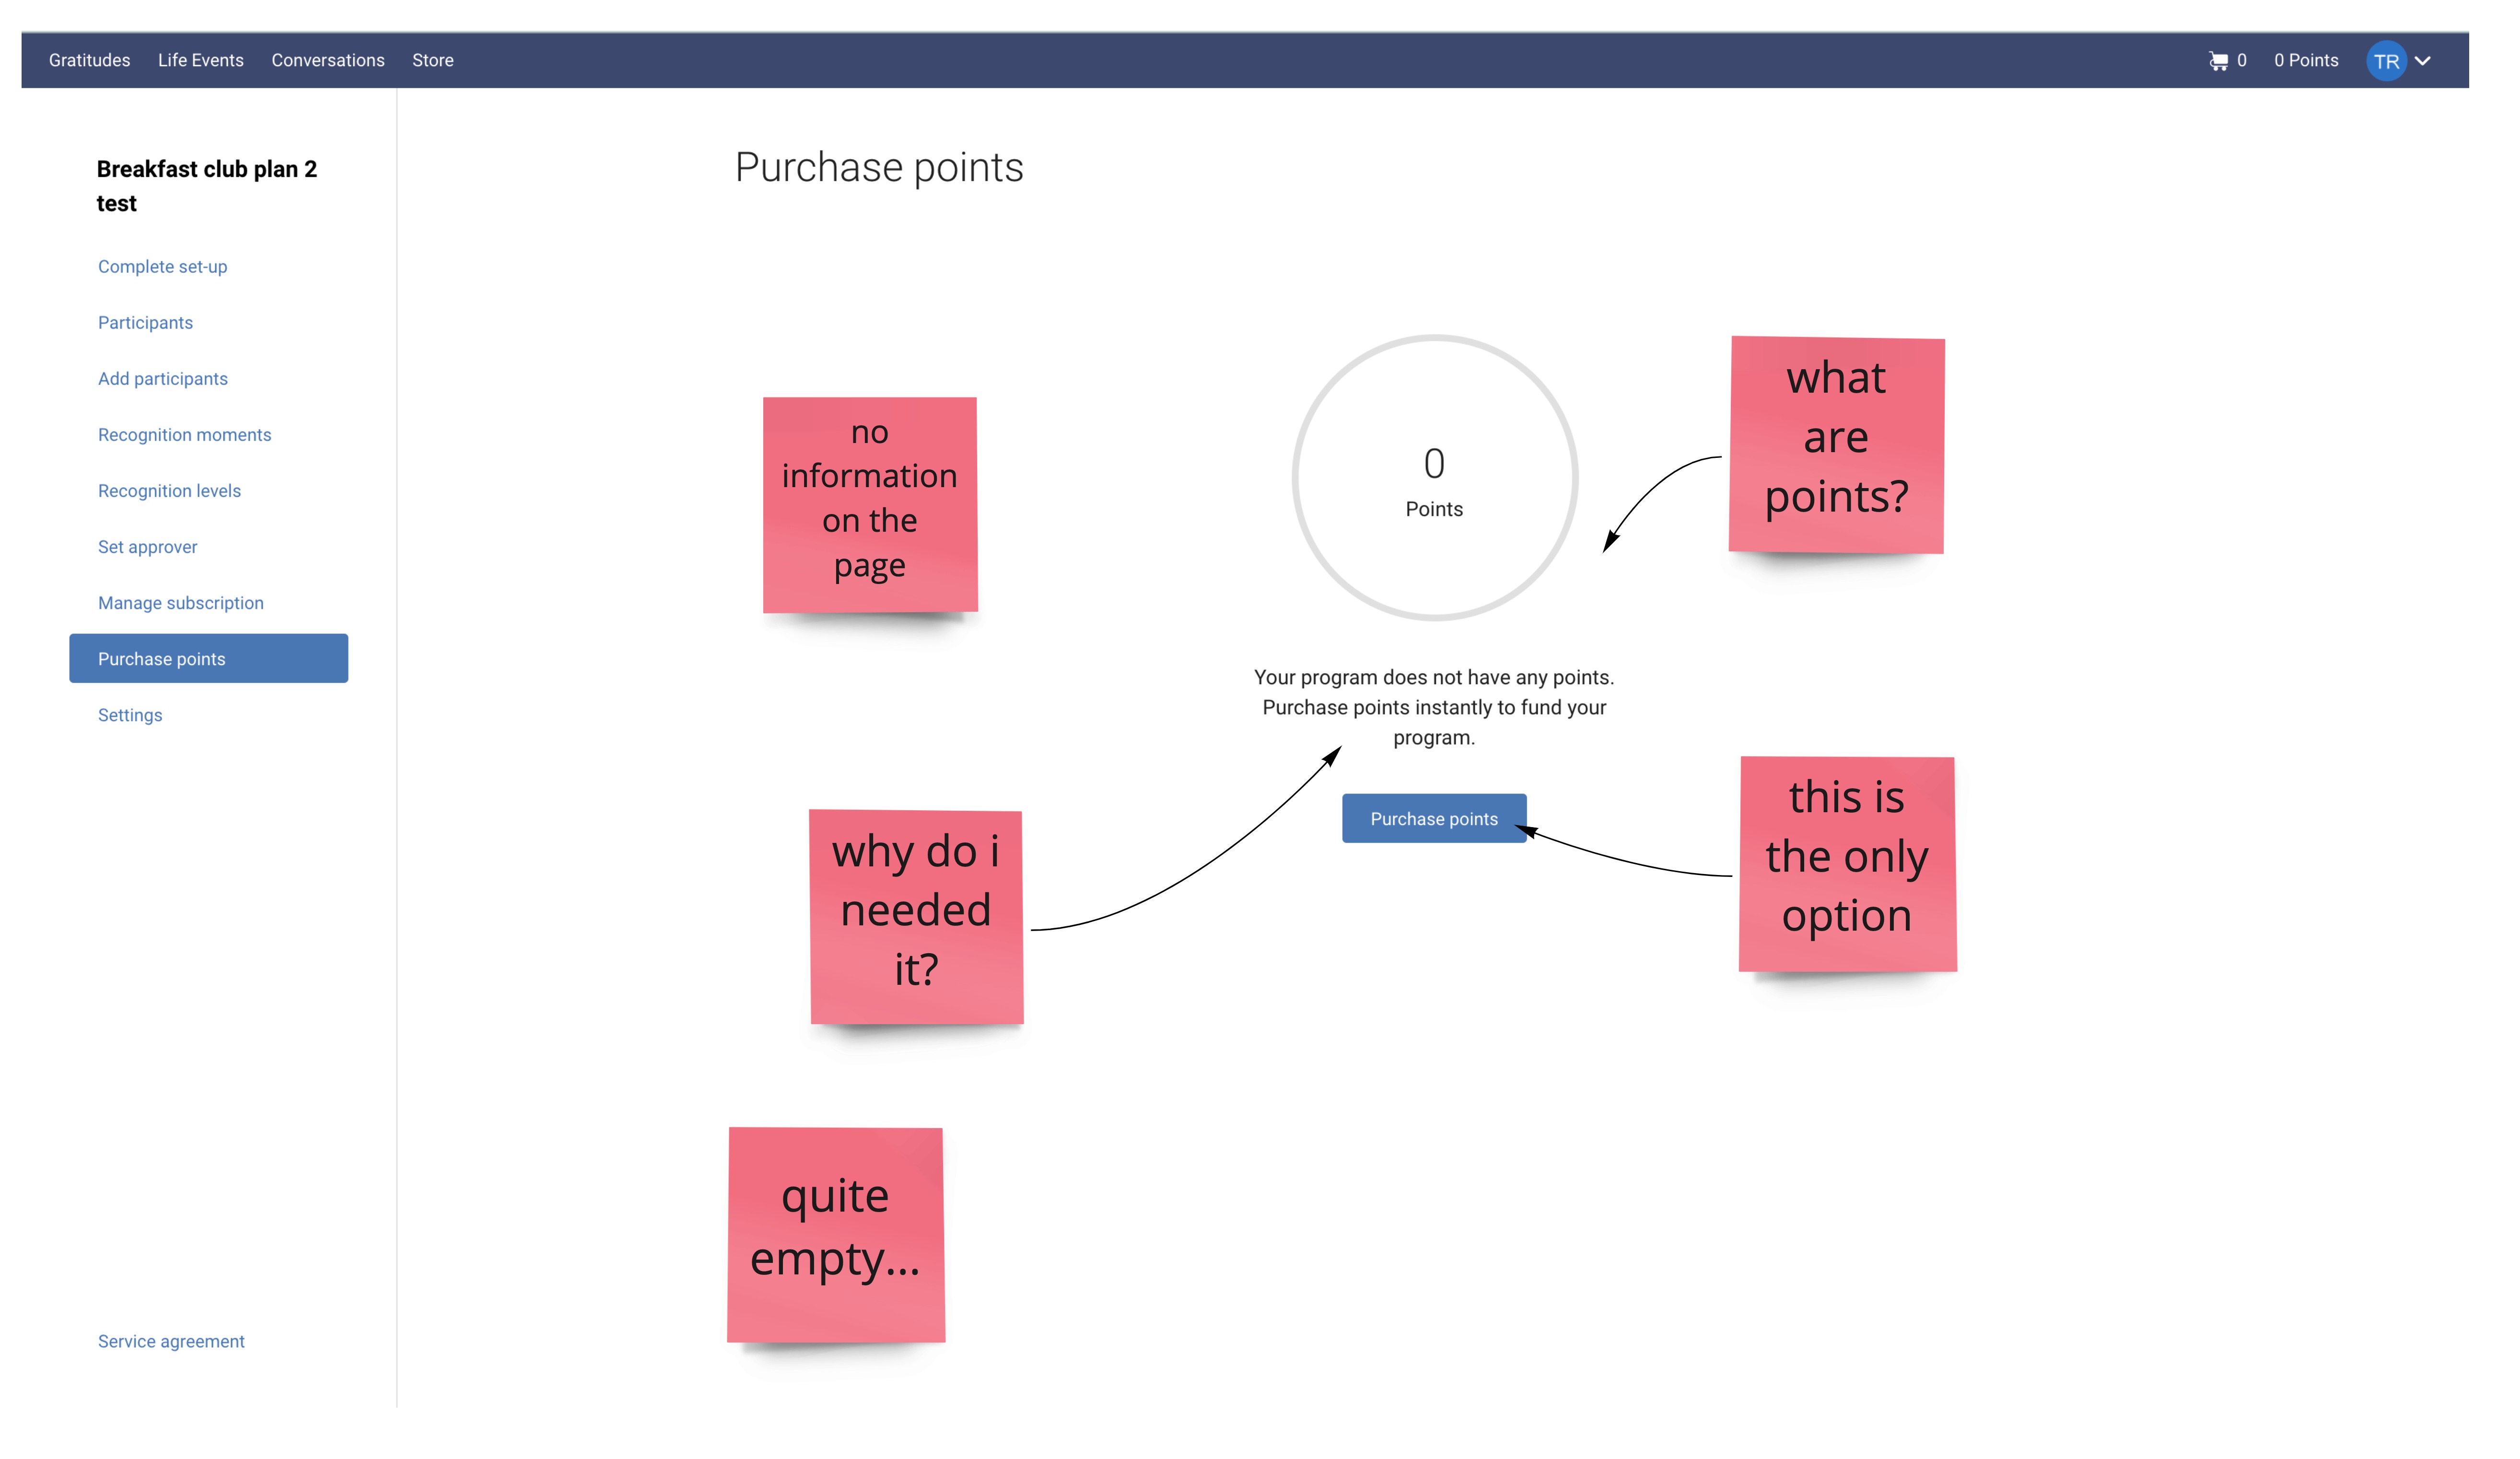 Gratitudes Life Events Conversations Store 0 0 Points TR
Breakfast club plan 2
test
Complete set-up
Participants
Add participants
Recognition moments
Recognition levels
Set approver
Manage subscription
Purchase points
Settings
Service agreement
Purchase points
no
information
on the
page
0
Points
what
are
points?
Your program does not have any points.
Purchase points instantly to fund your
program.
Purchase points
why do i
needed
it?
this is
the only
option
quite
empty...